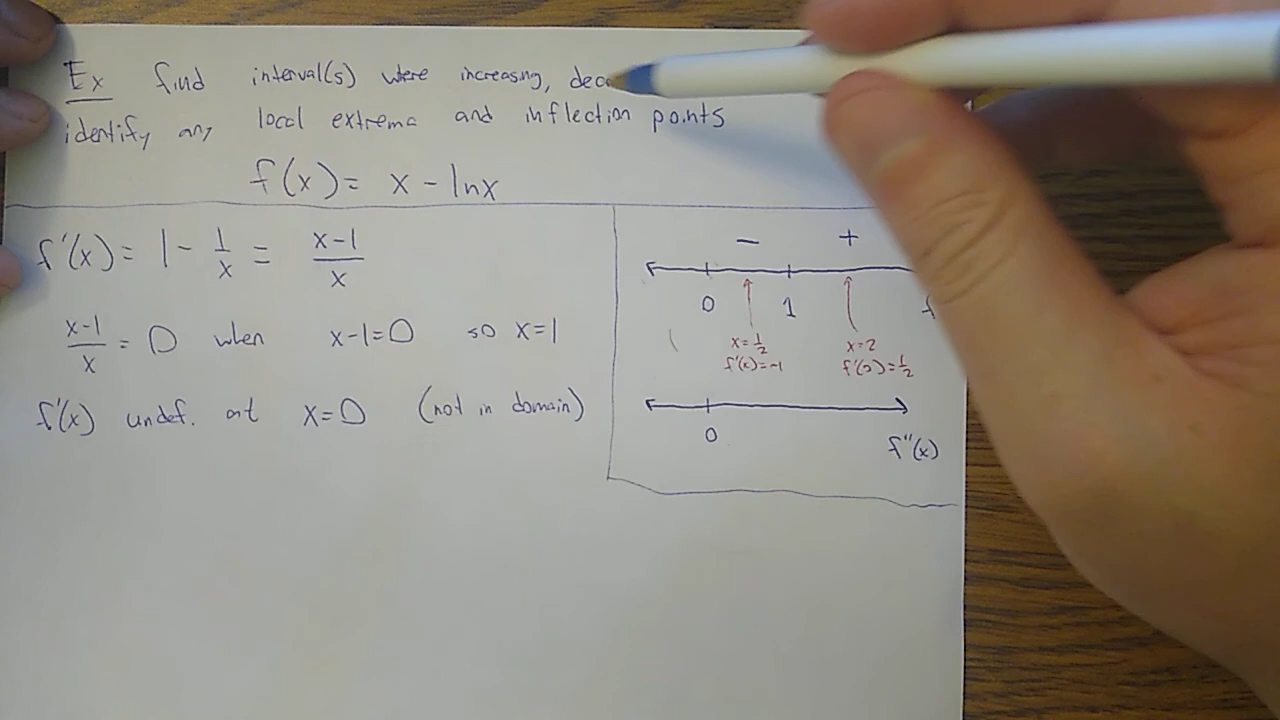 Ex find interval(s) where increasing,
identify any local extrema and inflection points
f(x) = x - lnx
f'(x) = 1 - 1/x = (x-1)/x
(x-1)/x = 0 when x-1=0 so x=1
f'(x) undef. at x=0 (not in domain)
- +
0 1
x=1/2 x=2
f'(x)=-1 f'(2)=1/2
0
f"(x)